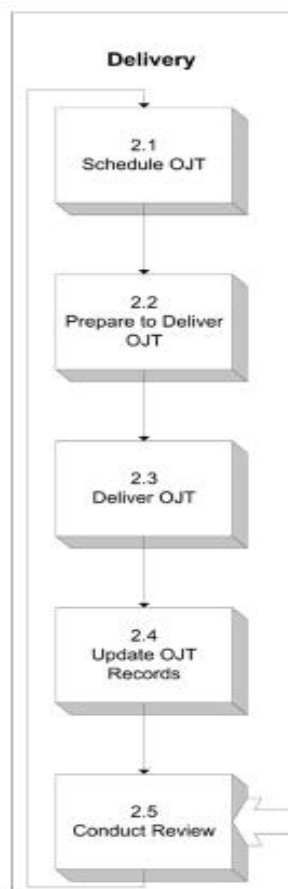 Delivery
2.1
Schedule OJT
2.2
Prepare to Deliver
OJT
2.3
Deliver OJT
2.4
Update OJT
Records
2.5
Conduct Review